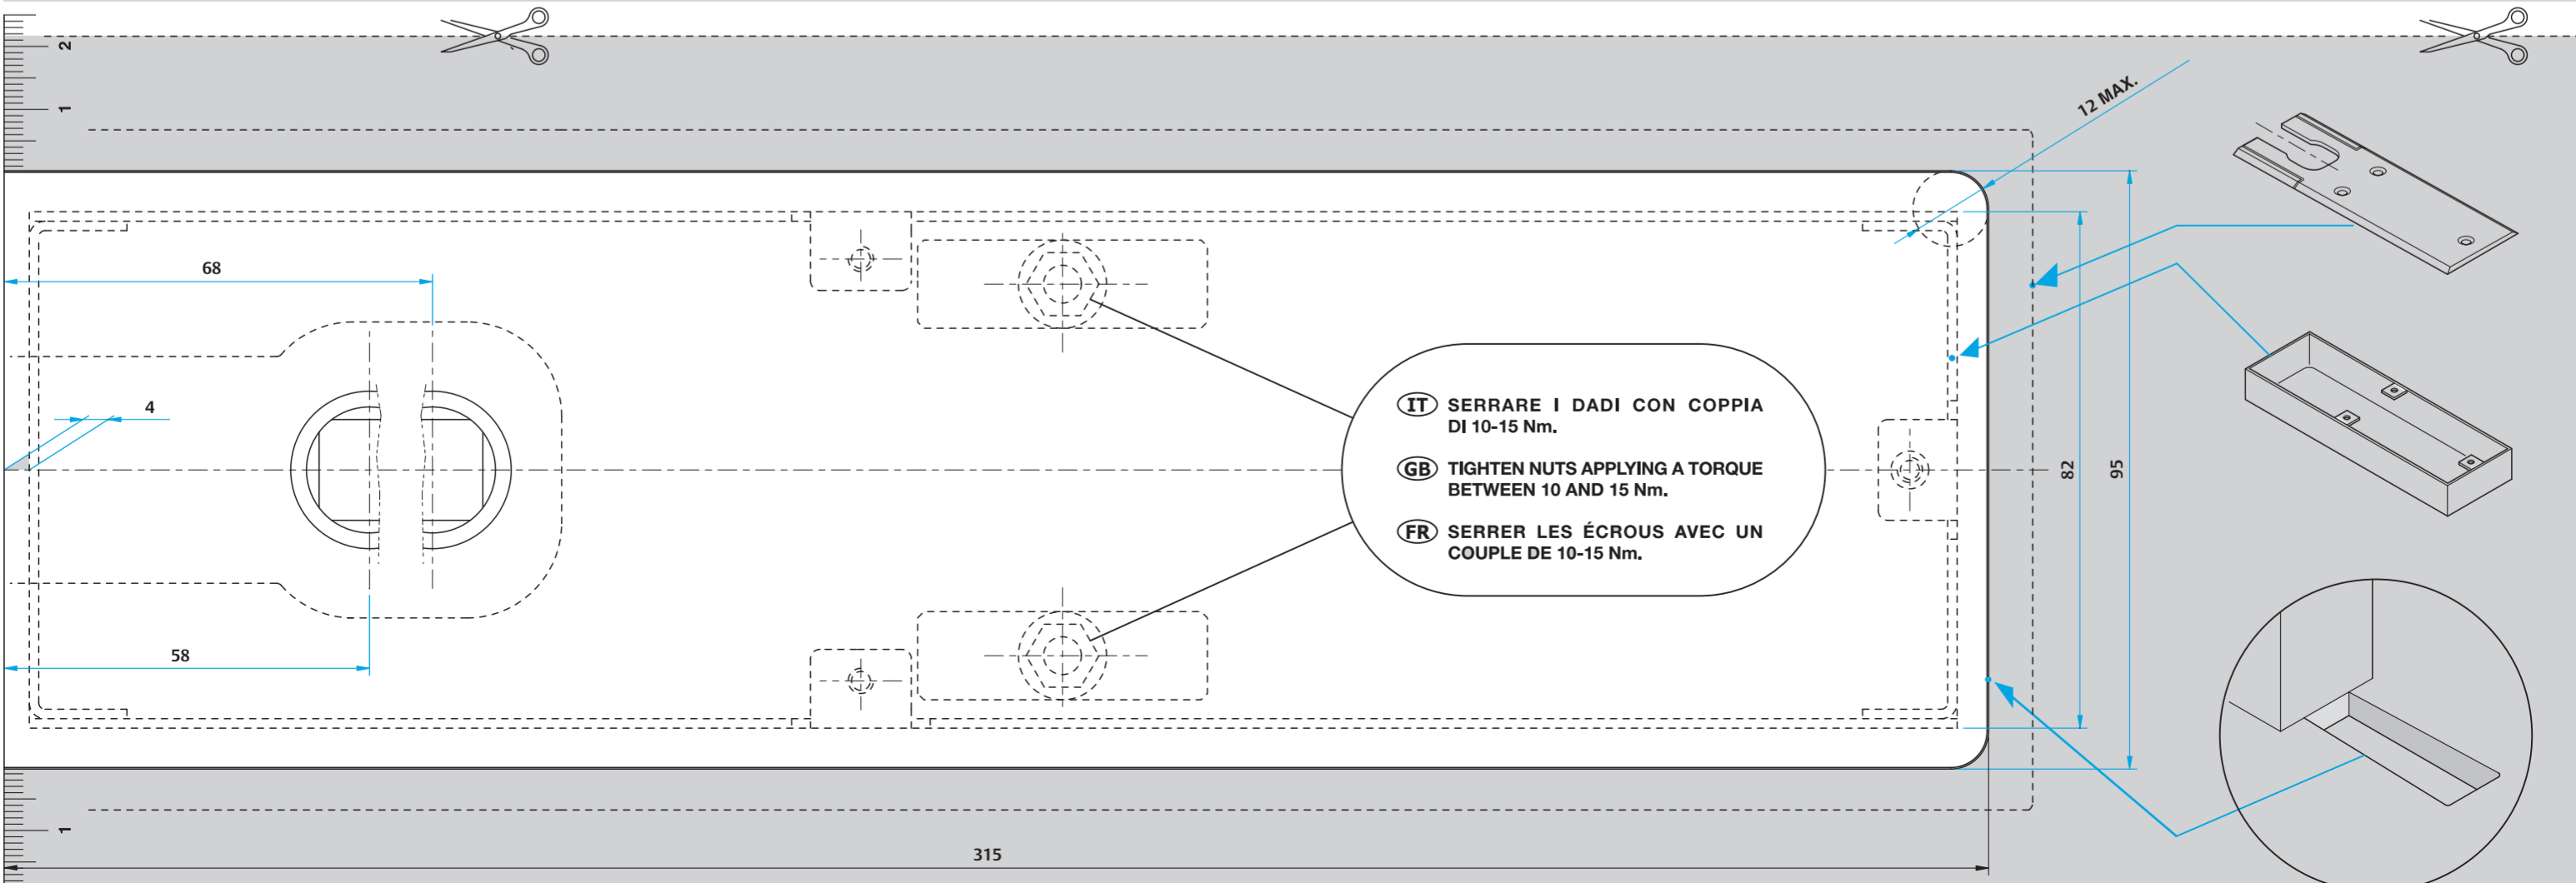 2
1
12 MAX.
68
4
IT SERRARE I DADI CON COPPIA
DI 10-15 Nm.
GB TIGHTEN NUTS APPLYING A TORQUE
BETWEEN 10 AND 15 Nm.
FR SERRER LES ÉCROUS AVEC UN
COUPLE DE 10-15 Nm.
82
95
58
1
315